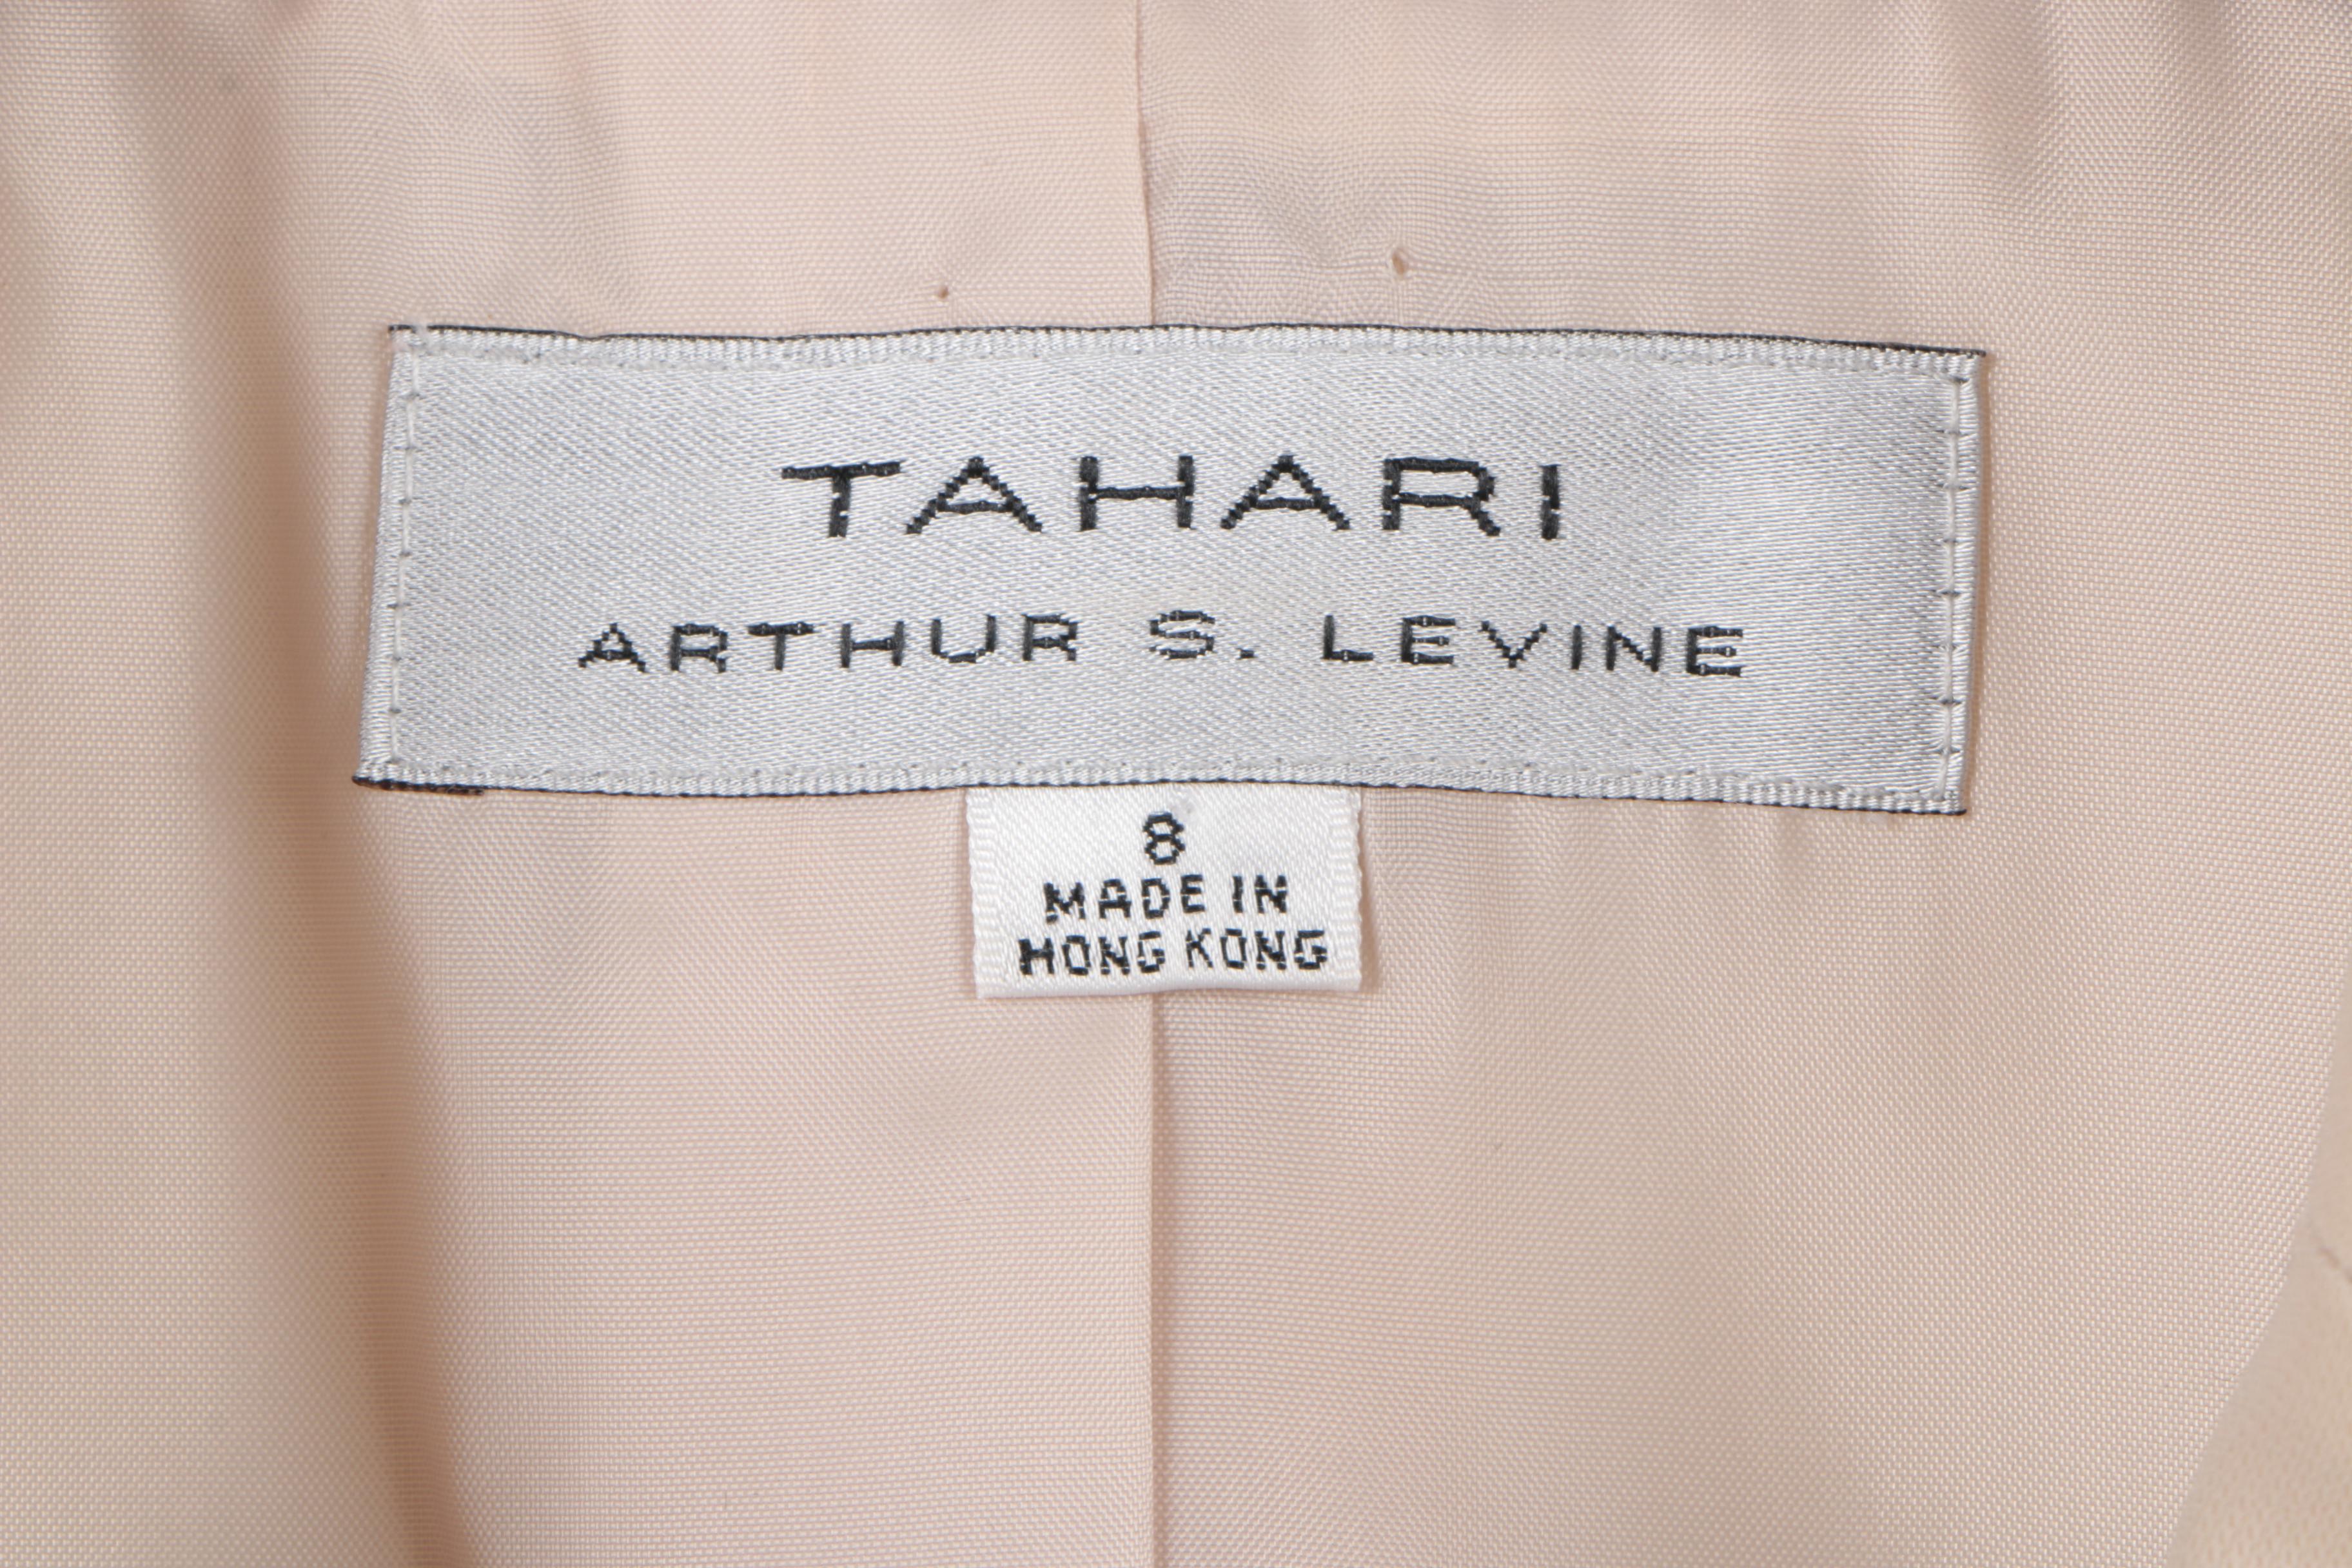 TAHARI
ARTHUR S. LEVINE
8
MADE IN
HONG KONG